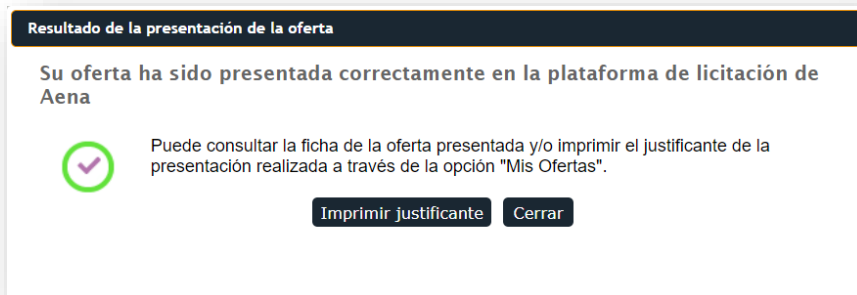 Resultado de la presentación de la oferta
Su oferta ha sido presentada correctamente en la plataforma de licitación de
Aena
Puede consultar la ficha de la oferta presentada y/o imprimir el justificante de la
presentación realizada a través de la opción "Mis Ofertas".
Imprimir justificante Cerrar